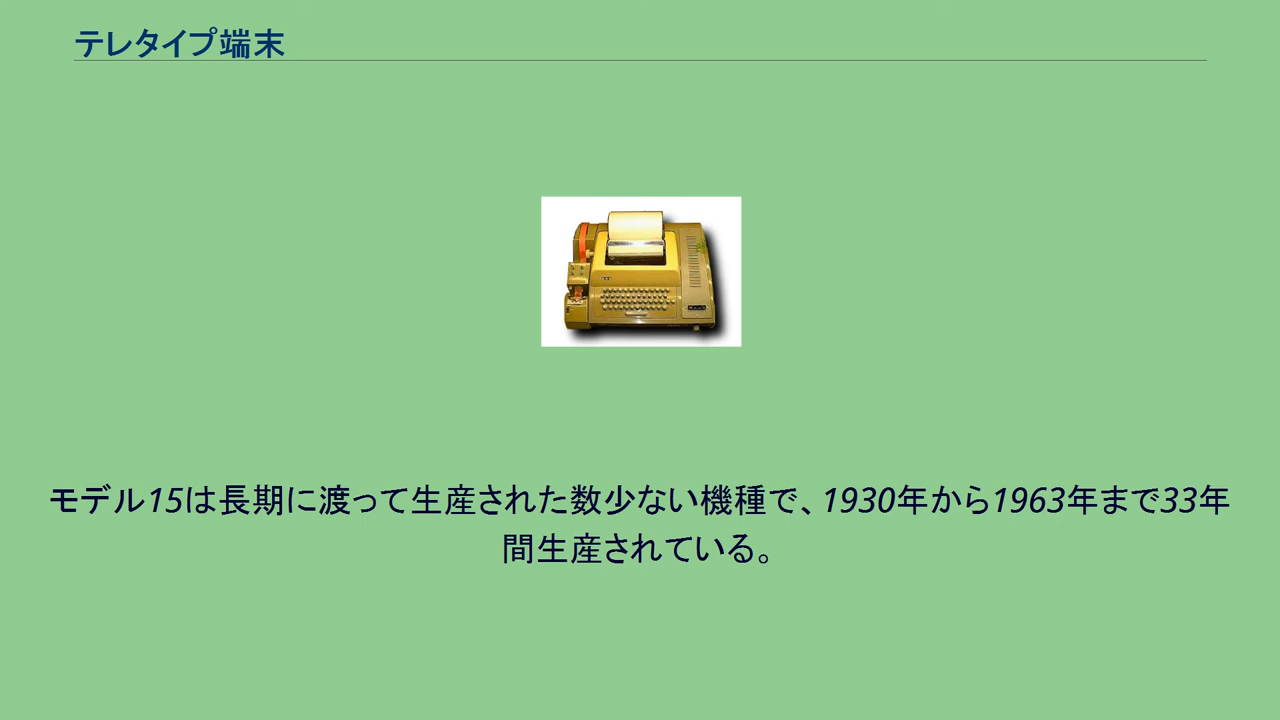 テレタイプ端末
モデル15は長期に渡って生産された数少ない機種で、1930年から1963年まで33年
間生産されている。